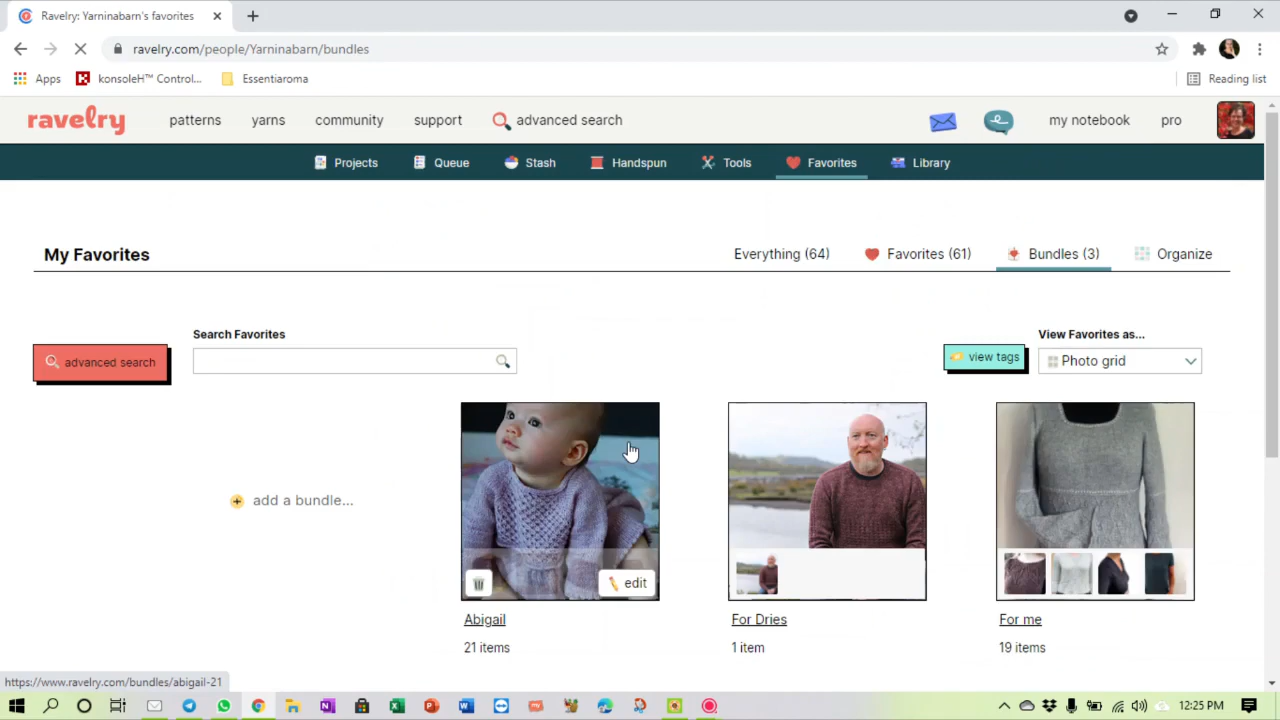 Ravelry: Yarninabarn's favorites
ravelry.com/people/Yarninabarn/bundles
Apps
konsoleH™ Control...
Essentiaroma
Reading list
ravelry
patterns
yarns
community
support
advanced search
my notebook
pro
Projects
Queue
Stash
Handspun
Tools
Favorites
Library
My Favorites
Everything (64)
Favorites (61)
Bundles (3)
Organize
Search Favorites
View Favorites as...
advanced search
view tags
Photo grid
add a bundle...
edit
Abigail
For Dries
For me
21 items
1 item
19 items
https://www.ravelry.com/bundles/abigail-21
12:25 PM